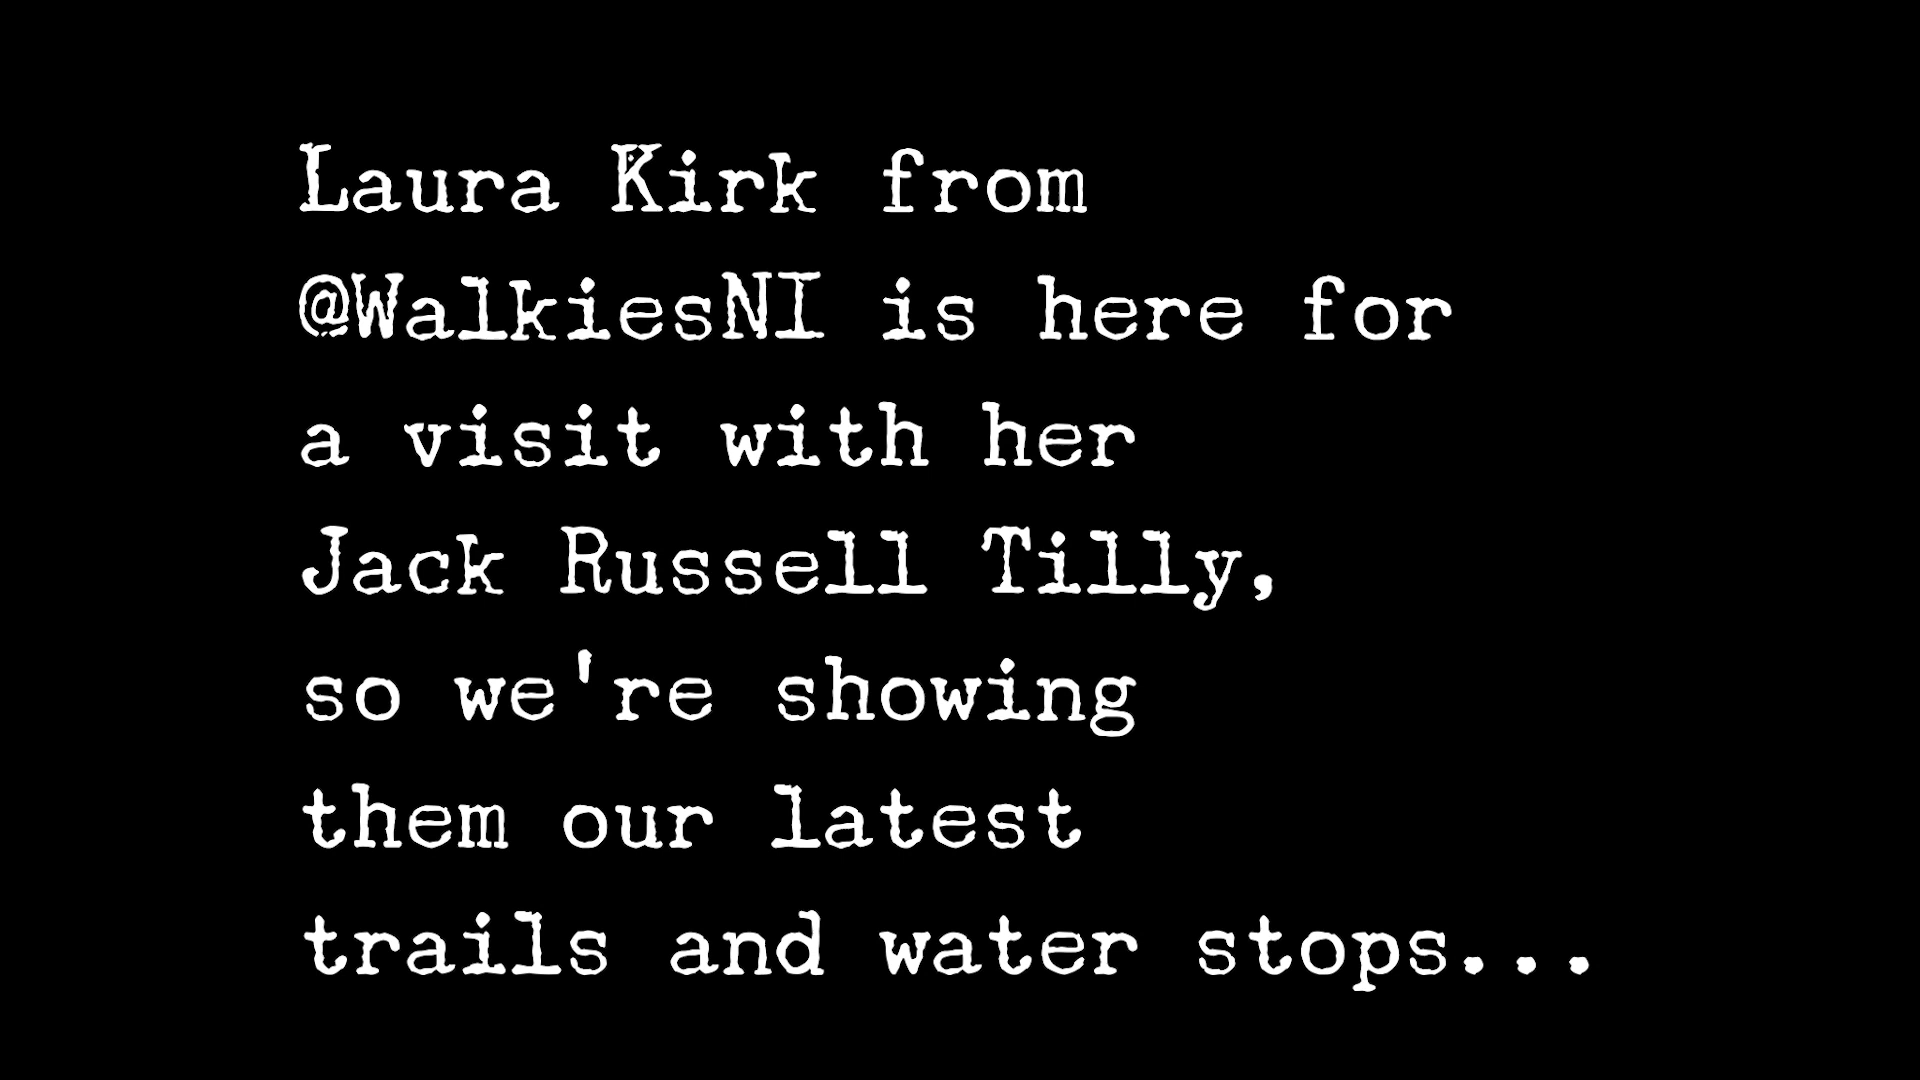 Laura Kirk from
@WalkiesNI is here for
a visit with her
Jack Russell Tilly,
so we're showing
them our latest
trails and water stops...